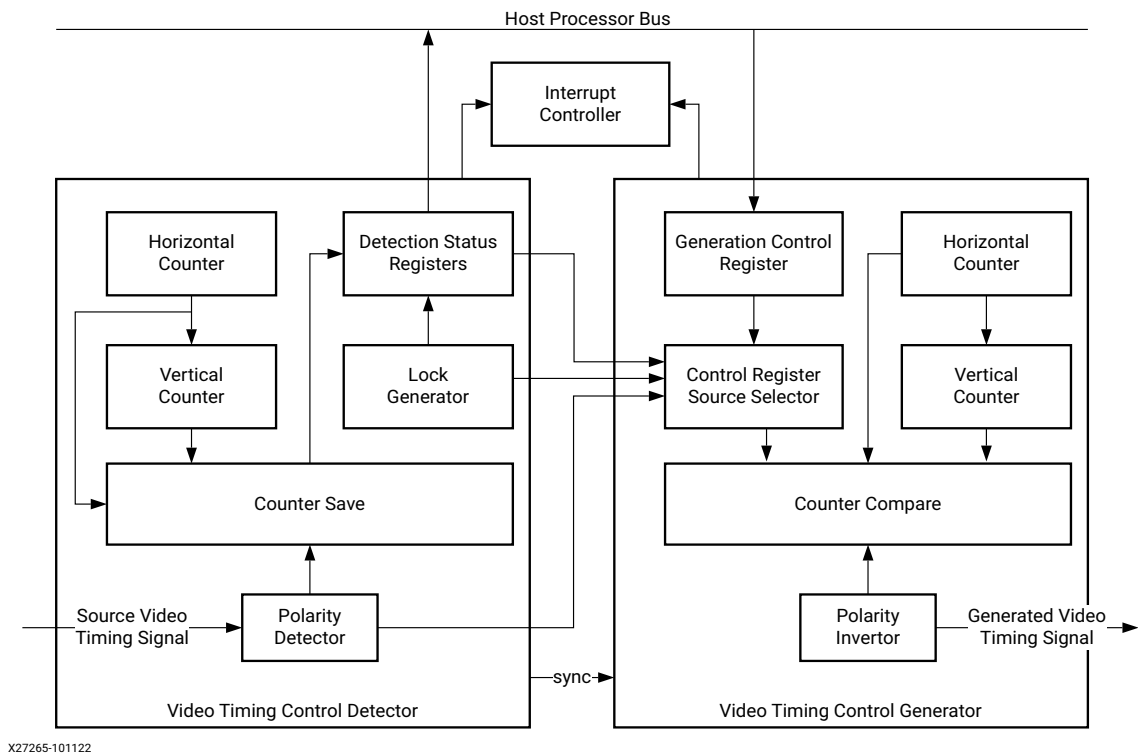 Host Processor Bus
Interrupt
Controller
Horizontal
Counter
Detection Status
Registers
Generation Control
Register
Horizontal
Counter
Vertical
Counter
Lock
Generator
Control Register
Source Selector
Vertical
Counter
Counter Save
Counter Compare
Source Video
Timing Signal
Polarity
Detector
Polarity
Invertor
Generated Video
Timing Signal
sync
Video Timing Control Detector
Video Timing Control Generator
X27265-101122